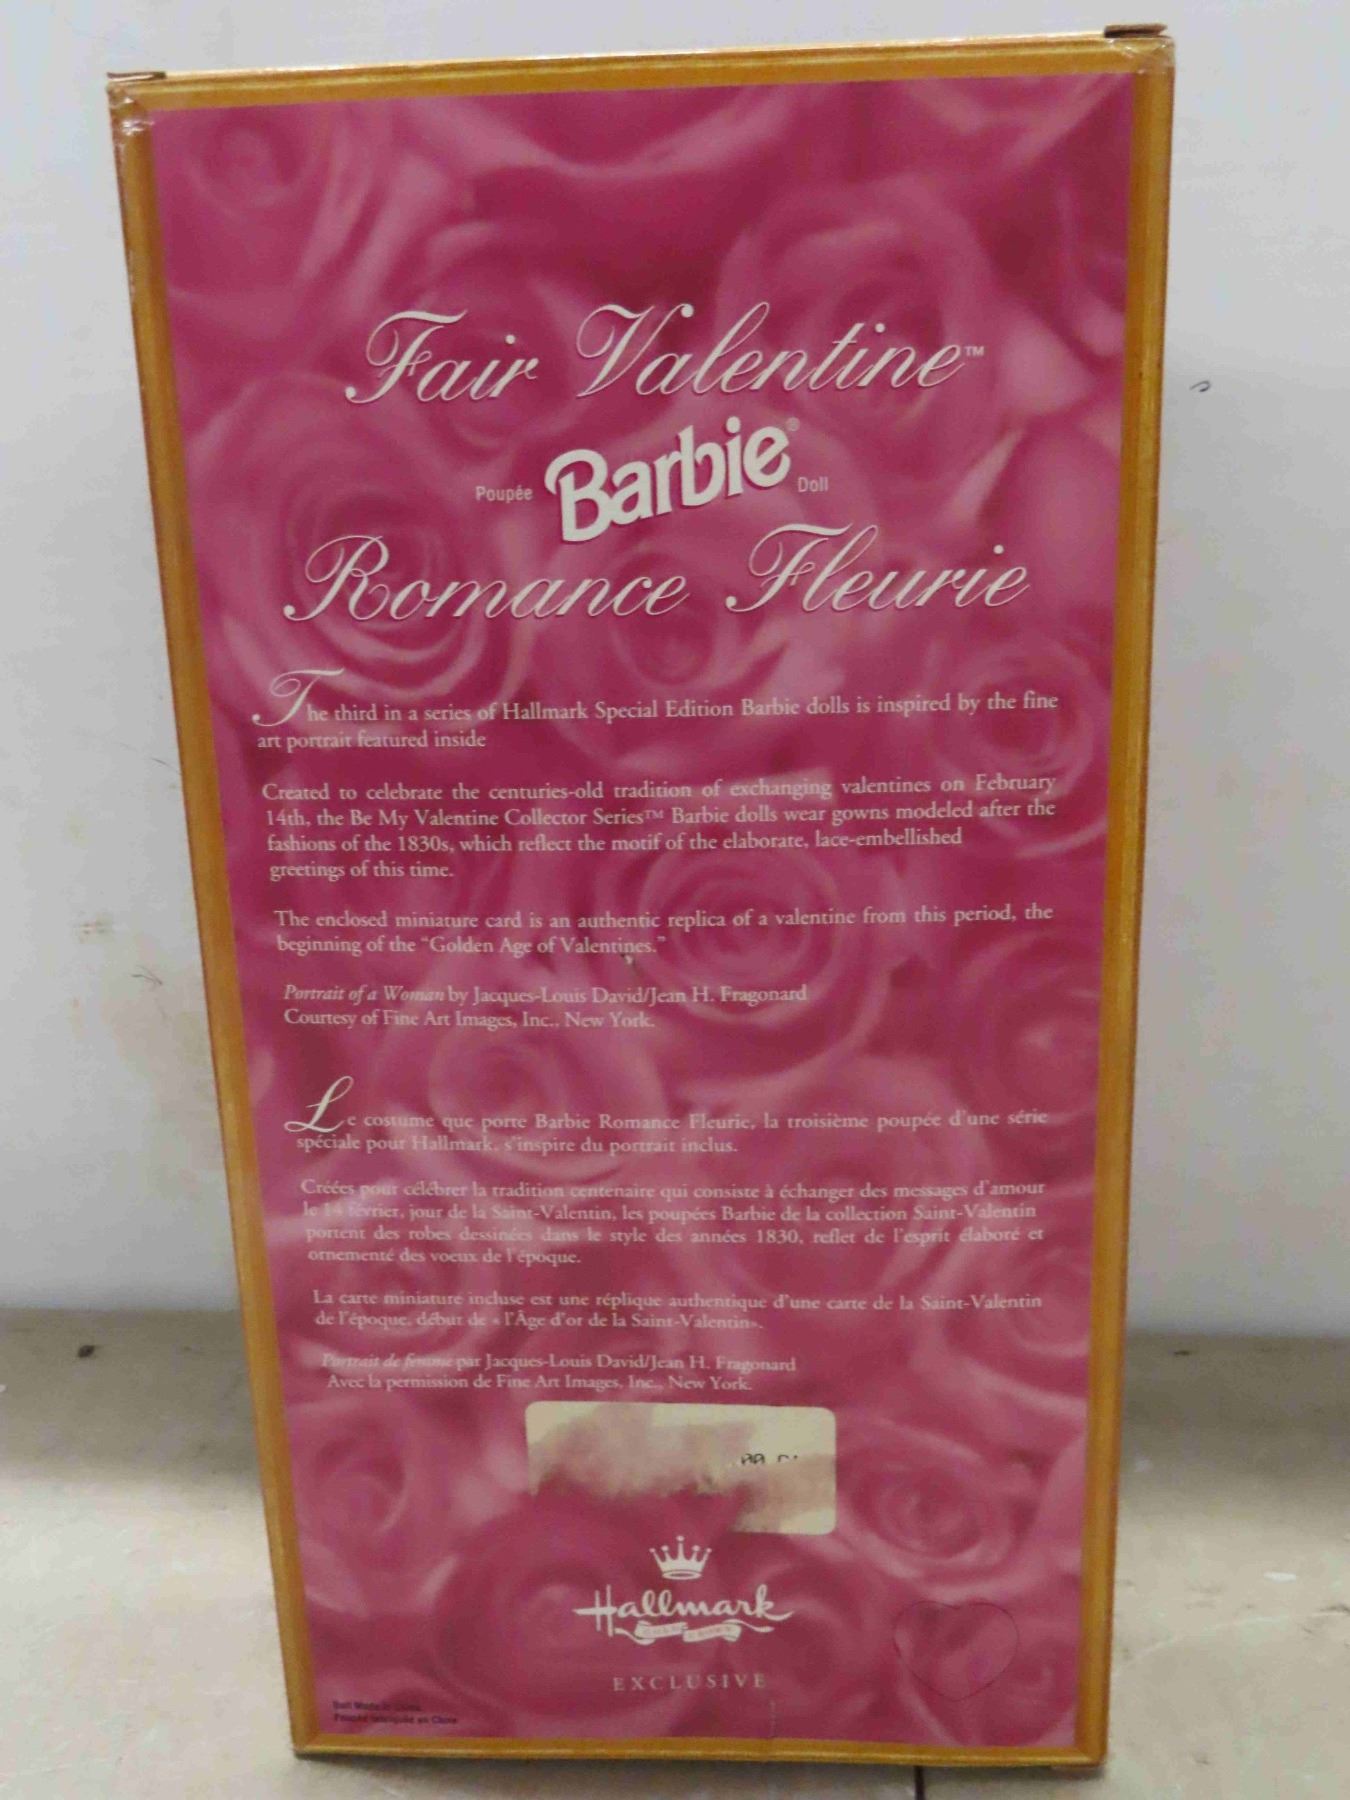 Fair Valentine™
Poupée Barbie® Doll
Romance Fleurie
The third in a series of Hallmark Special Edition Barbie dolls is inspired by the fine
art portrait featured inside
Created to celebrate the centuries-old tradition of exchanging valentines on February
14th, the Be My Valentine Collector Series™ Barbie dolls wear gowns modeled after the
fashions of the 1830s, which reflect the motif of the elaborate, lace-embellished
greetings of this time.
The enclosed miniature card is an authentic replica of a valentine from this period, the
beginning of the “Golden Age of Valentines.”
Portrait of a Woman by Jacques-Louis David/Jean H. Fragonard
Courtesy of Fine Art Images, Inc., New York.
Le costume que porte Barbie Romance Fleurie, la troisième poupée d'une série
spéciale pour Hallmark, s'inspire du portrait inclus.
Créées pour célébrer la tradition centenaire qui consiste à échanger des messages d'amour
le 14 février, jour de la Saint-Valentin, les poupées Barbie de la collection Saint-Valentin
portent des robes dessinées dans le style des années 1830, reflet de l'esprit élaboré et
ornementé des voeux de l'époque.
La carte miniature incluse est une réplique authentique d'une carte de la Saint-Valentin
de l'époque, début de « l'Âge d'or de la Saint-Valentin».
Portrait de femme par Jacques-Louis David/Jean H. Fragonard
Avec la permission de Fine Art Images, Inc., New York.
Hallmark
EXCLUSIVE
Doll Made in China.
Poupée fabriquée en Chine